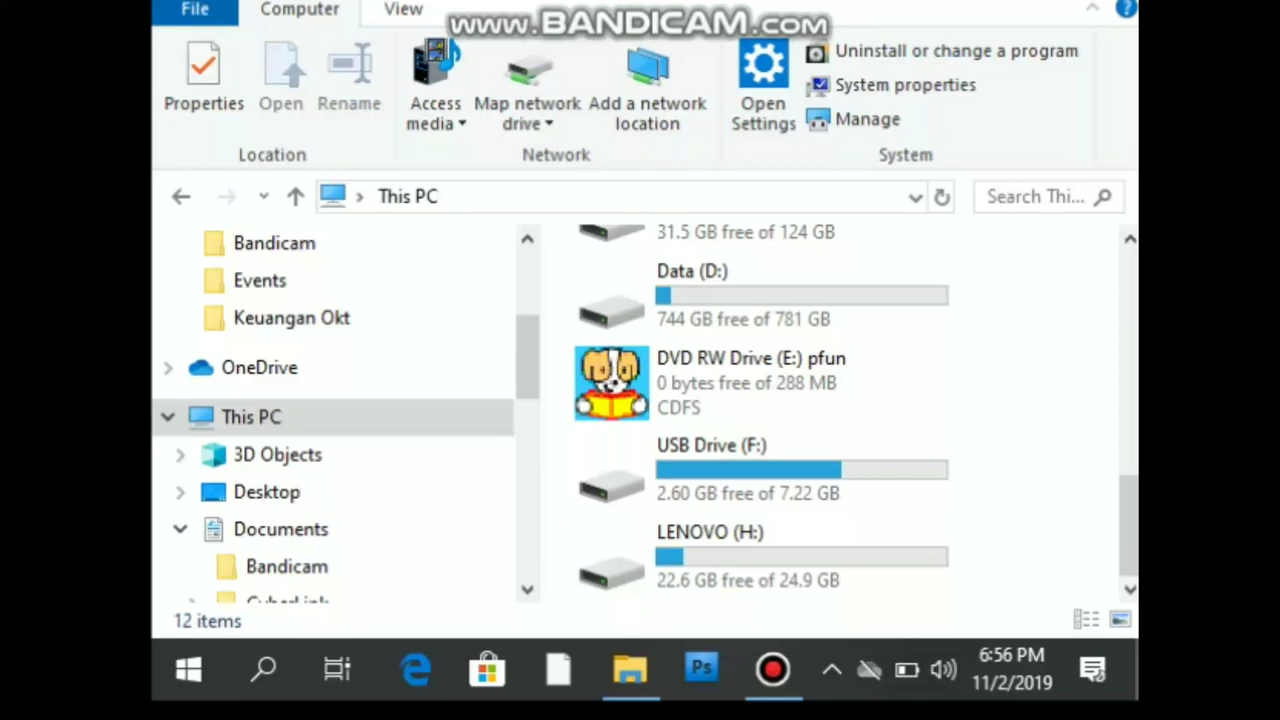 www.BANDICAM.com
File Computer View
Properties Open Rename Access media Map network drive Add a network location Open Settings Uninstall or change a program
System properties
Manage
Location Network System
This PC Search Thi...
Bandicam
Events
Keuangan Okt
OneDrive
This PC
3D Objects
Desktop
Documents
Bandicam
CyberLink
31.5 GB free of 124 GB
Data (D:)
744 GB free of 781 GB
DVD RW Drive (E:) pfun
0 bytes free of 288 MB
CDFS
USB Drive (F:)
2.60 GB free of 7.22 GB
LENOVO (H:)
22.6 GB free of 24.9 GB
12 items
Ps
6:56 PM
11/2/2019